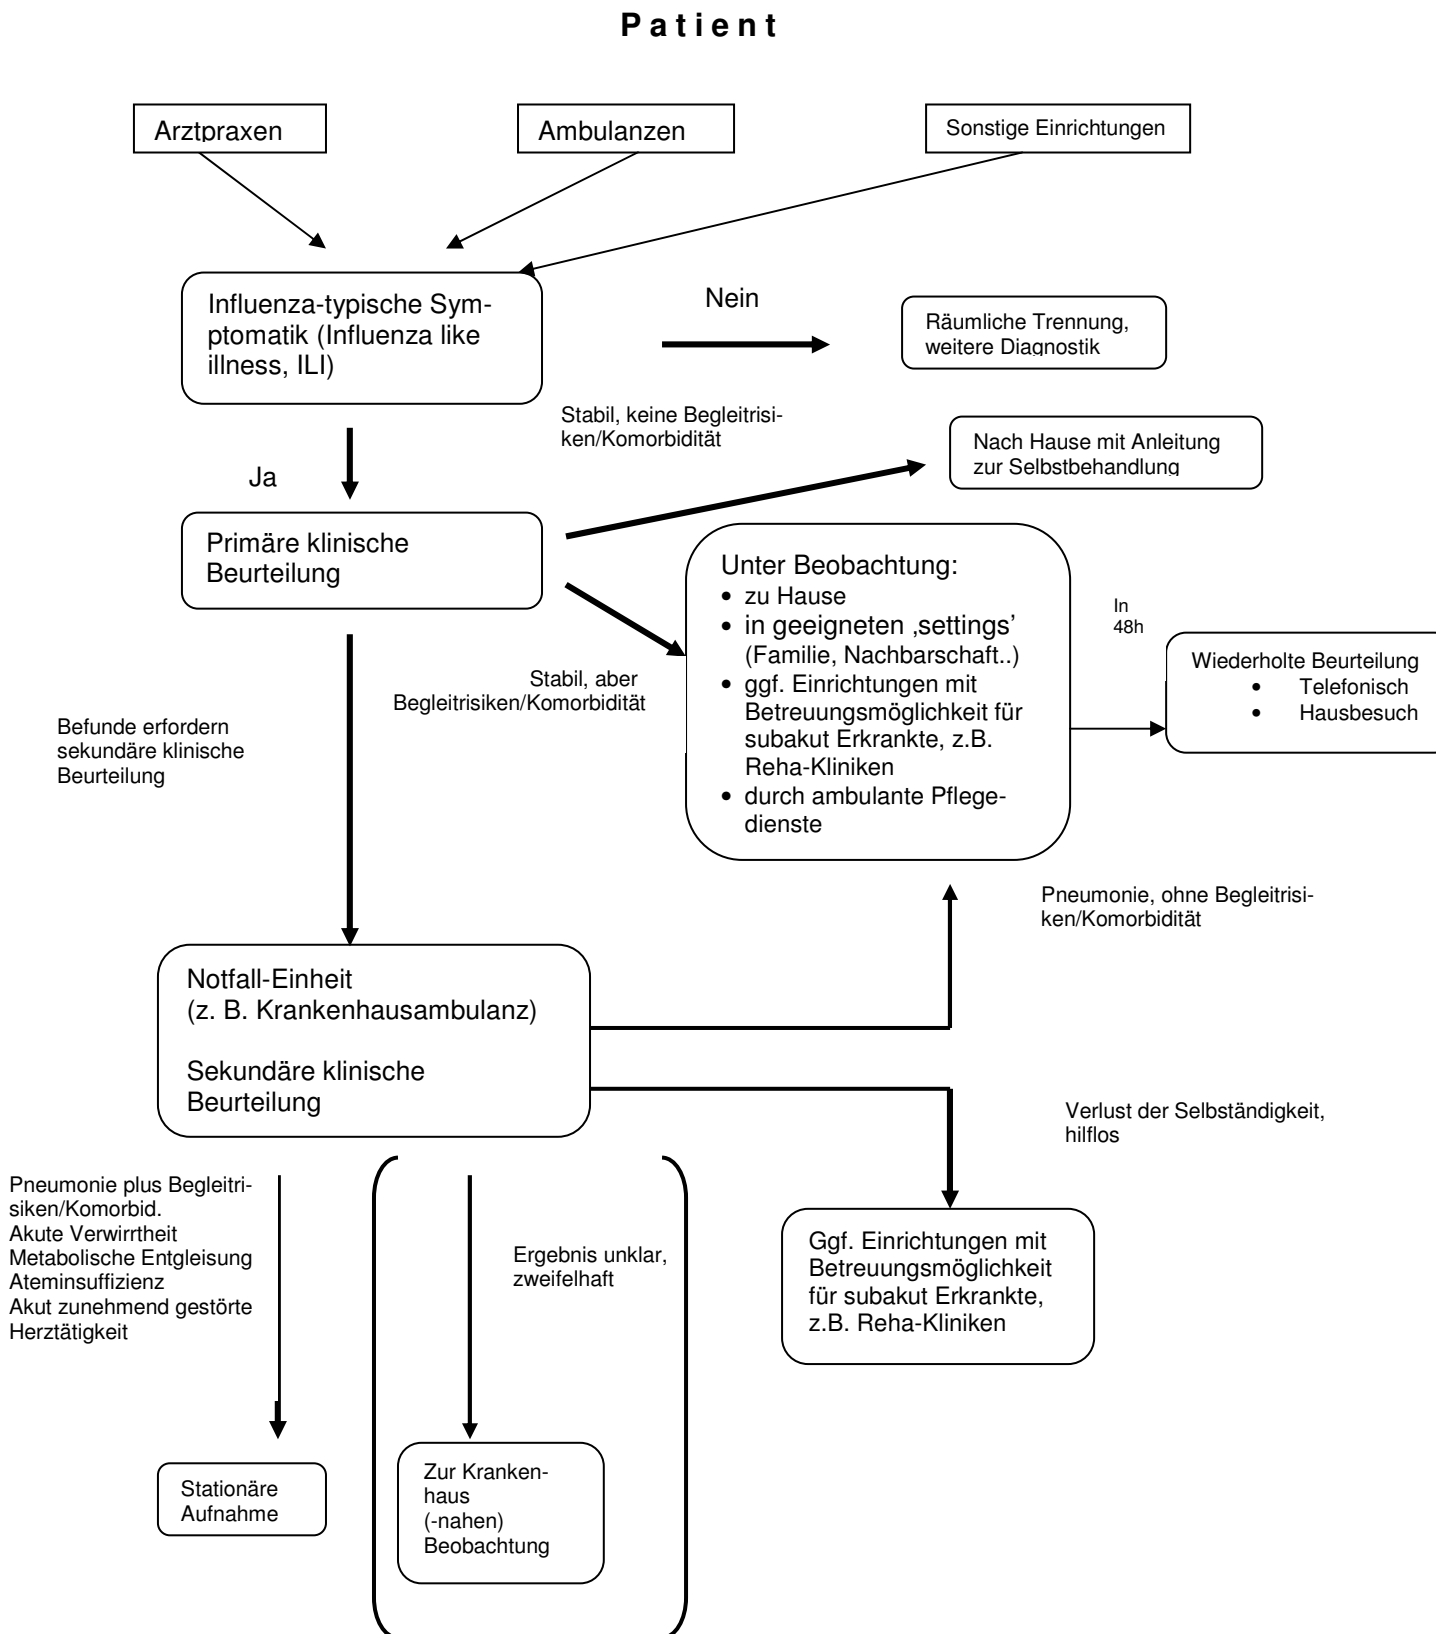 Patient
Arztpraxen
Ambulanzen
Sonstige Einrichtungen
Influenza-typische Sym-
ptomatik (Influenza like
illness, ILI)
Nein
Räumliche Trennung,
weitere Diagnostik
Stabil, keine Begleitrisi-
ken/Komorbidität
Nach Hause mit Anleitung
zur Selbstbehandlung
Ja
Primäre klinische
Beurteilung
Unter Beobachtung:
• zu Hause
• in geeigneten ‚settings’
(Familie, Nachbarschaft..)
• ggf. Einrichtungen mit
Betreuungsmöglichkeit für
subakut Erkrankte, z.B.
Reha-Kliniken
• durch ambulante Pflege-
dienste
In
48h
Wiederholte Beurteilung
• Telefonisch
• Hausbesuch
Stabil, aber
Begleitrisiken/Komorbidität
Befunde erfordern
sekundäre klinische
Beurteilung
Pneumonie, ohne Begleitrisi-
ken/Komorbidität
Notfall-Einheit
(z. B. Krankenhausambulanz)
Sekundäre klinische
Beurteilung
Verlust der Selbständigkeit,
hilflos
Pneumonie plus Begleitri-
siken/Komorbid.
Akute Verwirrtheit
Metabolische Entgleisung
Ateminsuffizienz
Akut zunehmend gestörte
Herztätigkeit
Ergebnis unklar,
zweifelhaft
Ggf. Einrichtungen mit
Betreuungsmöglichkeit
für subakut Erkrankte,
z.B. Reha-Kliniken
Stationäre
Aufnahme
Zur Kranken-
haus
(-nahen)
Beobachtung